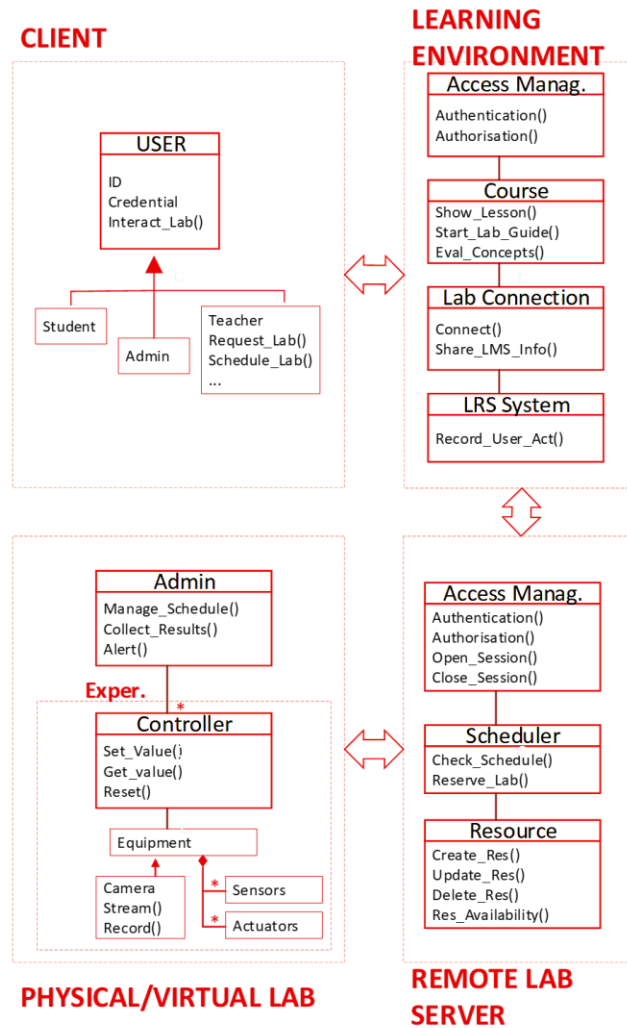 CLIENT
USER
ID
Credential
Interact_Lab()
Student
Admin
Teacher
Request_Lab()
Schedule_Lab()
...
LEARNING
ENVIRONMENT
Access Manag.
Authentication()
Authorisation()
Course
Show_Lesson()
Start_Lab_Guide()
Eval_Concepts()
Lab Connection
Connect()
Share_LMS_Info()
LRS System
Record_User_Act()
Admin
Manage_Schedule()
Collect_Results()
Alert()
Exper.
*
Controller
Set_Value()
Get_value()
Reset()
Equipment
Camera
Stream()
Record()
*
Sensors
*
Actuators
PHYSICAL/VIRTUAL LAB
Access Manag.
Authentication()
Authorisation()
Open_Session()
Close_Session()
Scheduler
Check_Schedule()
Reserve_Lab()
Resource
Create_Res()
Update_Res()
Delete_Res()
Res_Availability()
REMOTE LAB
SERVER